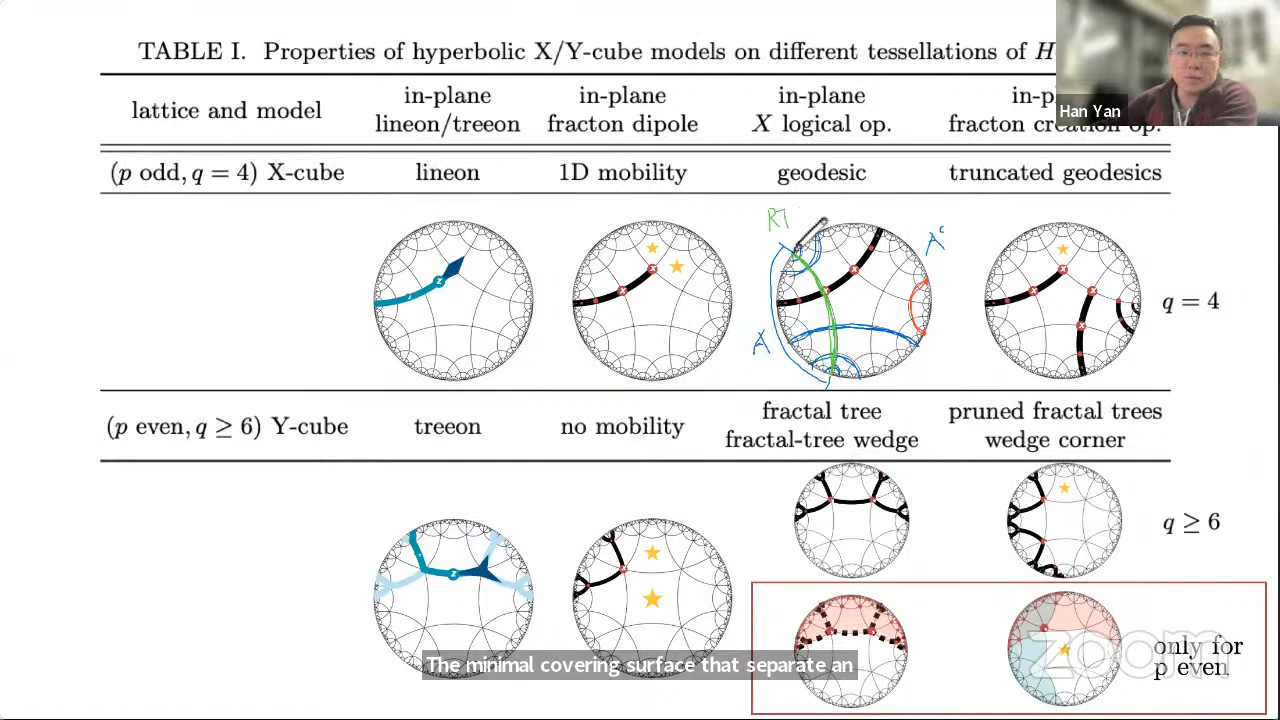 TABLE I. Properties of hyperbolic X/Y-cube models on different tessellations of H
lattice and model
in-plane
lineon/treeon
in-plane
fracton dipole
in-plane
X logical op.
fracton creation op.
Han Yan
(p odd, q = 4) X-cube
lineon
1D mobility
geodesic
truncated geodesics
RT
A
Aᶜ
q = 4
(p even, q ≥ 6) Y-cube
treeon
no mobility
fractal tree
fractal-tree wedge
pruned fractal trees
wedge corner
q ≥ 6
only for
p even
zoom
The minimal covering surface that separate an